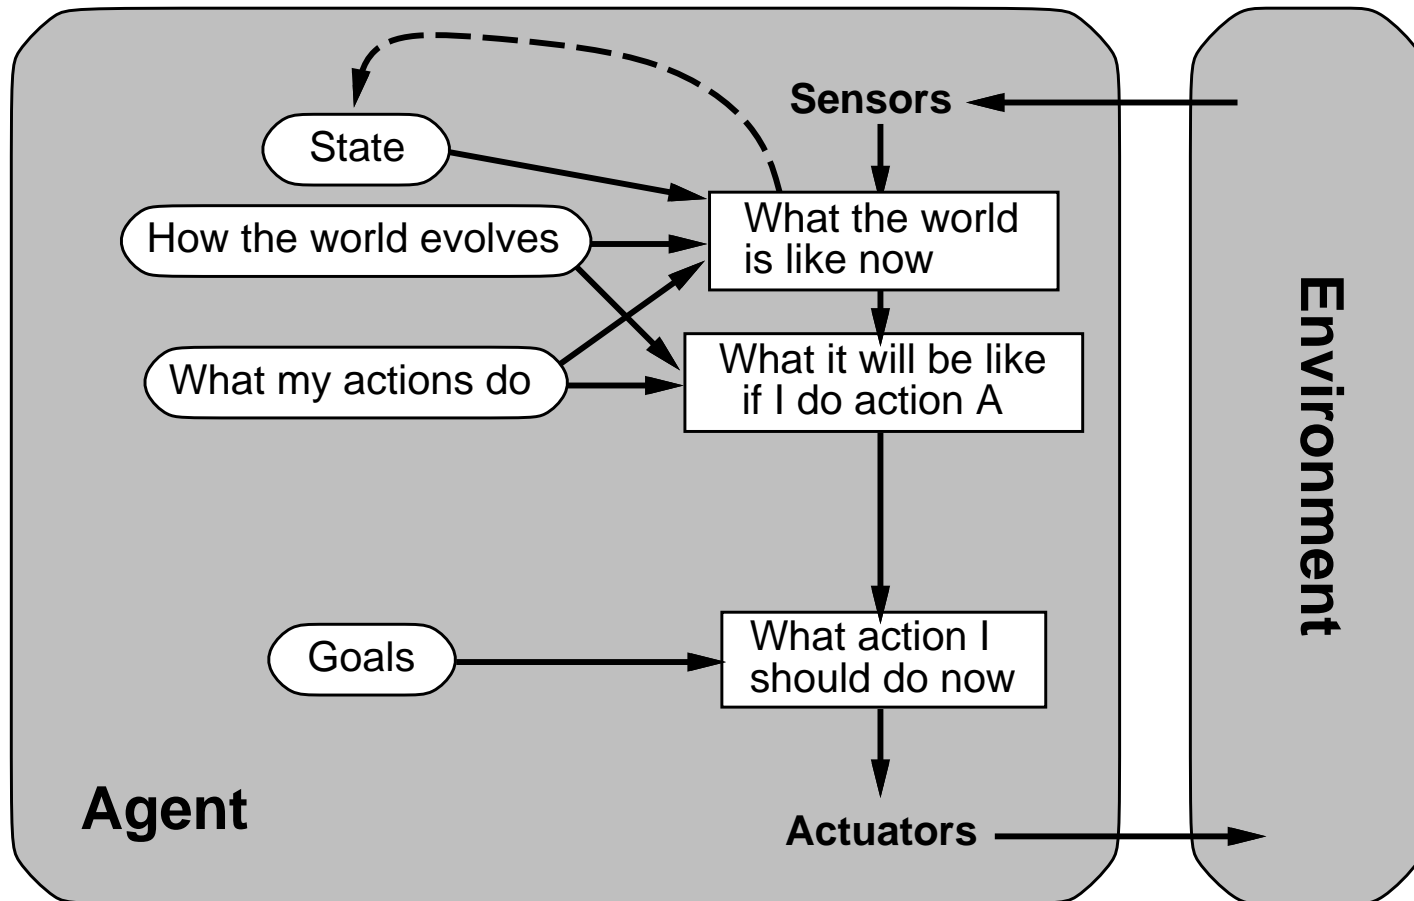 Sensors
State
What the world
is like now
How the world evolves
What it will be like
if I do action A
What my actions do
What action I
should do now
Goals
Agent
Actuators
Environment